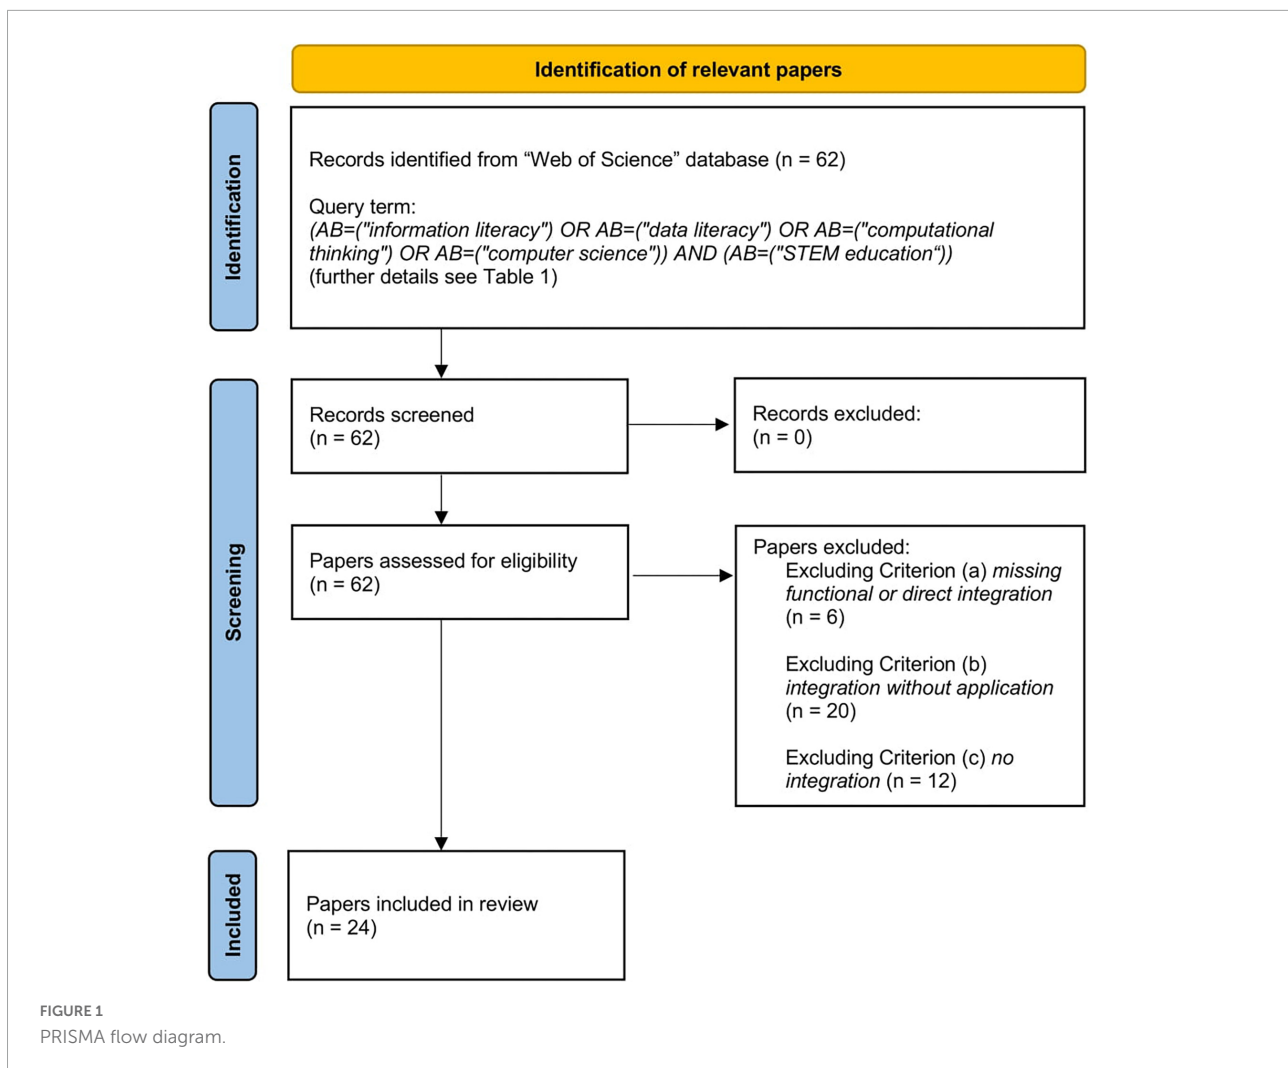 Identification of relevant papers
Identification
Records identified from “Web of Science” database (n = 62)
Query term:
(AB=("information literacy") OR AB=("data literacy") OR AB=("computational
thinking") OR AB=("computer science")) AND (AB=("STEM education“))
(further details see Table 1)
Screening
Records screened
(n = 62)
Records excluded:
(n = 0)
Papers assessed for eligibility
(n = 62)
Papers excluded:
Excluding Criterion (a) missing
functional or direct integration
(n = 6)
Excluding Criterion (b)
integration without application
(n = 20)
Excluding Criterion (c) no
integration (n = 12)
Included
Papers included in review
(n = 24)
FIGURE 1
PRISMA flow diagram.